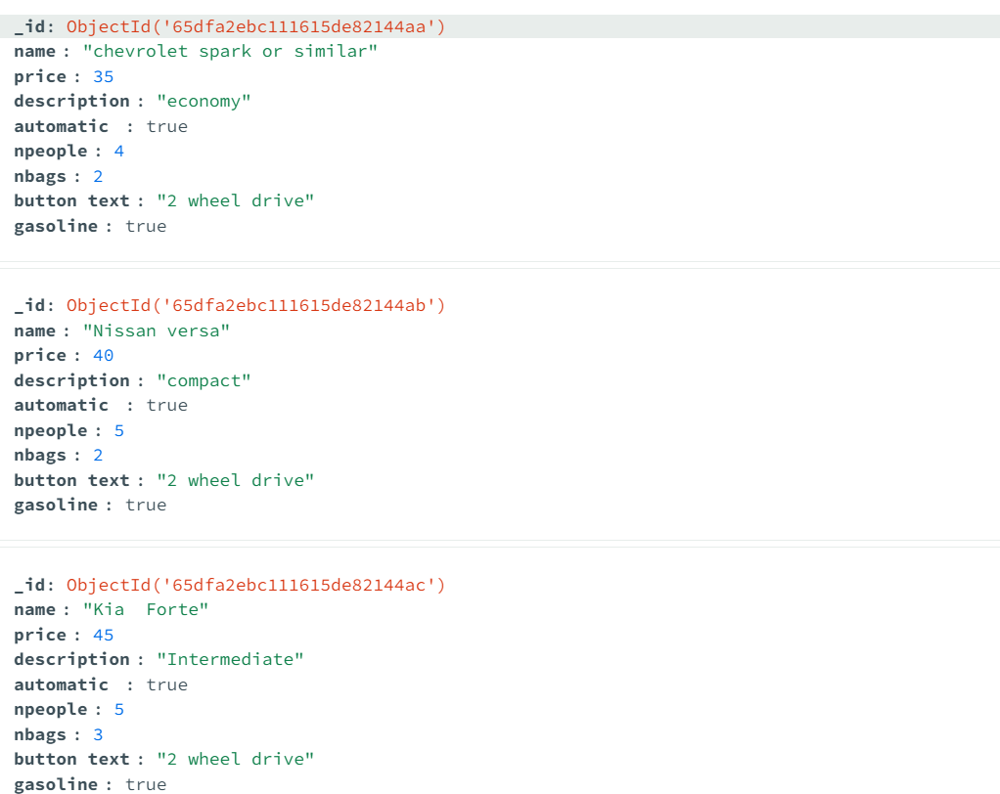 _id: ObjectId('65dfa2ebc111615de82144aa')
name : "chevrolet spark or similar"
price : 35
description : "economy"
automatic  : true
npeople : 4
nbags : 2
button text : "2 wheel drive"
gasoline : true
_id: ObjectId('65dfa2ebc111615de82144ab')
name : "Nissan versa"
price : 40
description : "compact"
automatic  : true
npeople : 5
nbags : 2
button text : "2 wheel drive"
gasoline : true
_id: ObjectId('65dfa2ebc111615de82144ac')
name : "Kia  Forte"
price : 45
description : "Intermediate"
automatic  : true
npeople : 5
nbags : 3
button text : "2 wheel drive"
gasoline : true